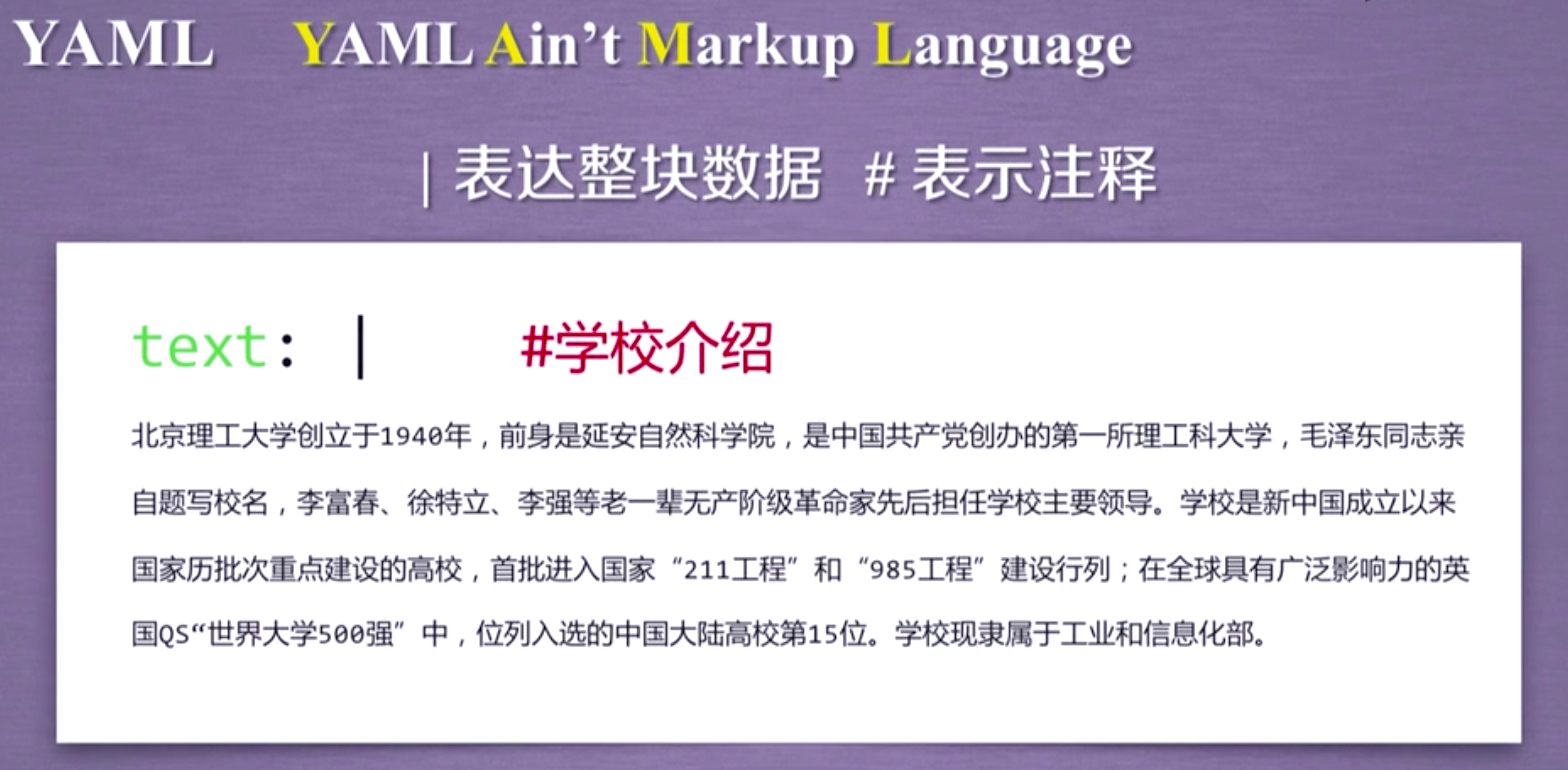 YAML YAML Ain’t Markup Language
| 表达整块数据 # 表示注释
text: | #学校介绍
北京理工大学创立于1940年，前身是延安自然科学院，是中国共产党创办的第一所理工科大学，毛泽东同志亲
自题写校名，李富春、徐特立、李强等老一辈无产阶级革命家先后担任学校主要领导。学校是新中国成立以来
国家历批次重点建设的高校，首批进入国家“211工程”和“985工程”建设行列；在全球具有广泛影响力的英
国QS“世界大学500强”中，位列入选的中国大陆高校第15位。学校现隶属于工业和信息化部。